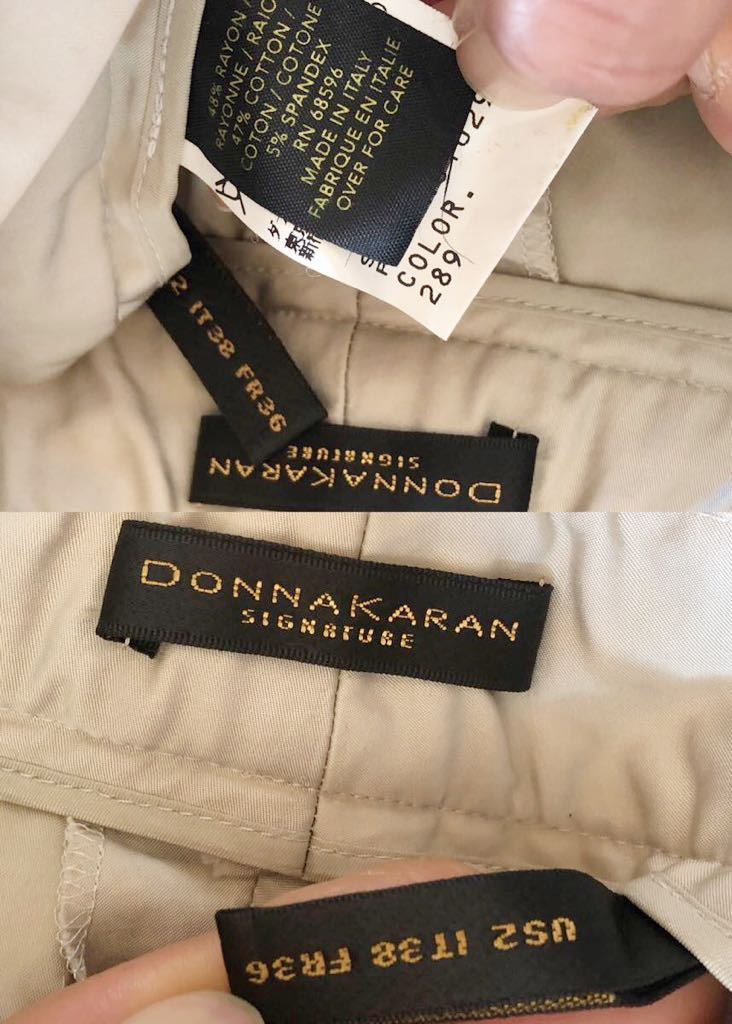 48% RAYON /
RAYONNE / RAIO
47% COTTON /
COTON / COTONE
5% SPANDEX
RN 68596
MADE IN ITALY
FABRIQUE EN ITALIE
OVER FOR CARE
COLOR.
289
2 IT38 FR36
DONNAKARAN
SIGNATURE
DONNAKARAN
SIGNATURE
US2 IT38 FR36